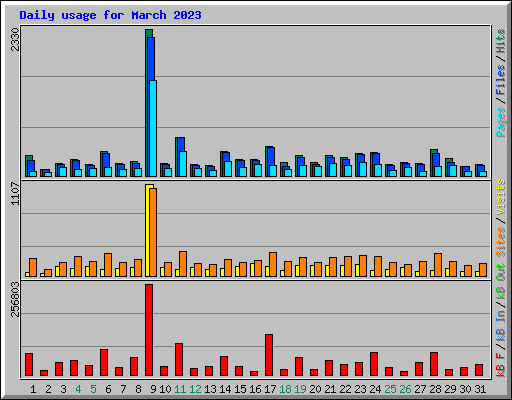 Daily usage for March 2023
2330
Pages / Files / Hits
1107
Sites / Visits
256803
kB F / kB In / kB Out
1 2 3 4 5 6 7 8 9 10 11 12 13 14 15 16 17 18 19 20 21 22 23 24 25 26 27 28 29 30 31